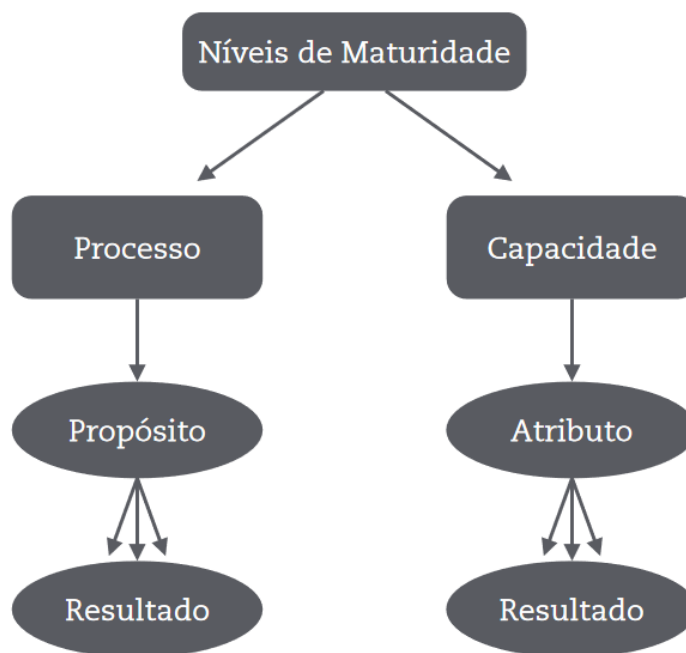 Níveis de Maturidade
Processo
Capacidade
Propósito
Atributo
Resultado
Resultado